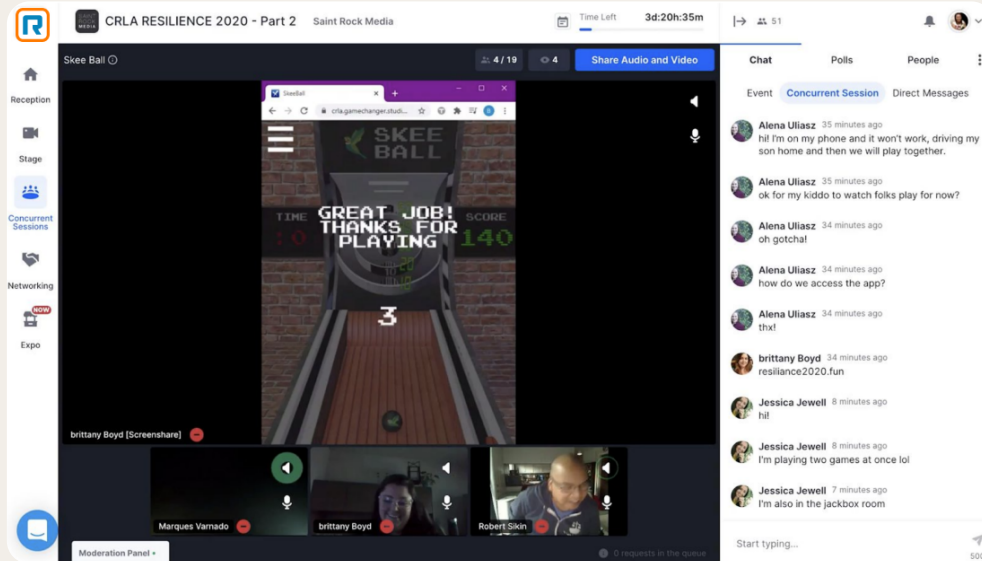 SAINT ROCK MEDIA
CRLA RESILIENCE 2020 - Part 2
Saint Rock Media
Time Left
3d:20h:35m
51
Reception
Stage
Concurrent
Sessions
Networking
NOW
Expo
Skee Ball
4 / 19
4
Share Audio and Video
SkeeBall
crla.gamechanger.studi...
SKEE
BALL
TIME
:0
SCORE
140
GREAT JOB!
THANKS FOR
PLAYING
20
10
3
brittany Boyd [Screenshare]
Marques Varnado
brittany Boyd
Robert Sikin
Moderation Panel
0 requests in the queue
Chat
Polls
People
Event
Concurrent Session
Direct Messages
Alena Uliasz 35 minutes ago
hi! I'm on my phone and it won't work, driving my
son home and then we will play together.
Alena Uliasz 35 minutes ago
ok for my kiddo to watch folks play for now?
Alena Uliasz 34 minutes ago
oh gotcha!
Alena Uliasz 34 minutes ago
how do we access the app?
Alena Uliasz 34 minutes ago
thx!
brittany Boyd 34 minutes ago
resiliance2020.fun
Jessica Jewell 8 minutes ago
hi!
Jessica Jewell 8 minutes ago
I'm playing two games at once lol
Jessica Jewell 7 minutes ago
I'm also in the jackbox room
Start typing...
500